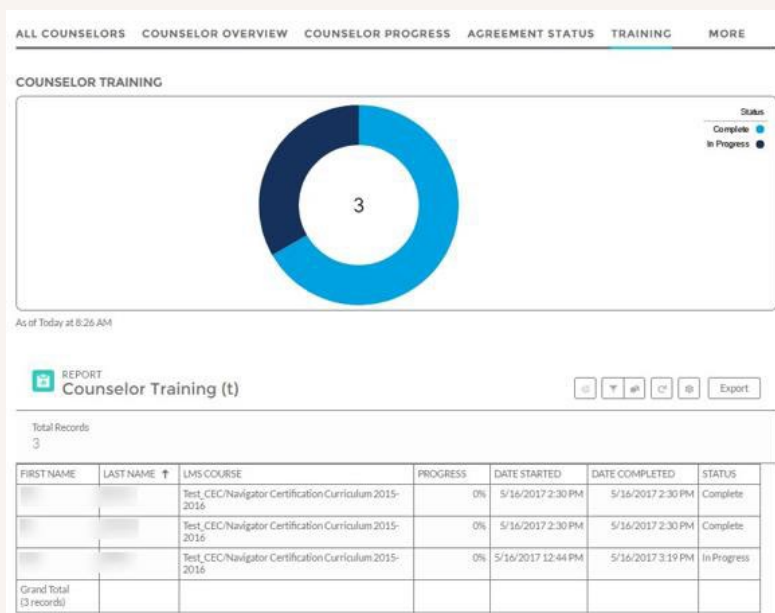 ALL COUNSELORS COUNSELOR OVERVIEW COUNSELOR PROGRESS AGREEMENT STATUS TRAINING MORE
COUNSELOR TRAINING
Status
Complete
In Progress
3
As of Today at 8:26 AM
REPORT
Counselor Training (t)
Export
Total Records
3
FIRST NAME LAST NAME ↑ LMS COURSE PROGRESS DATE STARTED DATE COMPLETED STATUS
Test_CEC/Navigator Certification Curriculum 2015- 0% 5/16/2017 2:30 PM 5/16/2017 2:30 PM Complete
2016
Test_CEC/Navigator Certification Curriculum 2015- 0% 5/16/2017 2:30 PM 5/16/2017 2:30 PM Complete
2016
Test_CEC/Navigator Certification Curriculum 2015- 0% 5/16/2017 12:44 PM 5/16/2017 3:19 PM In Progress
2016
Grand Total
(3 records)